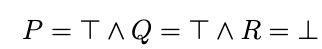 P = ⊤ ∧ Q = ⊤ ∧ R = ⊥